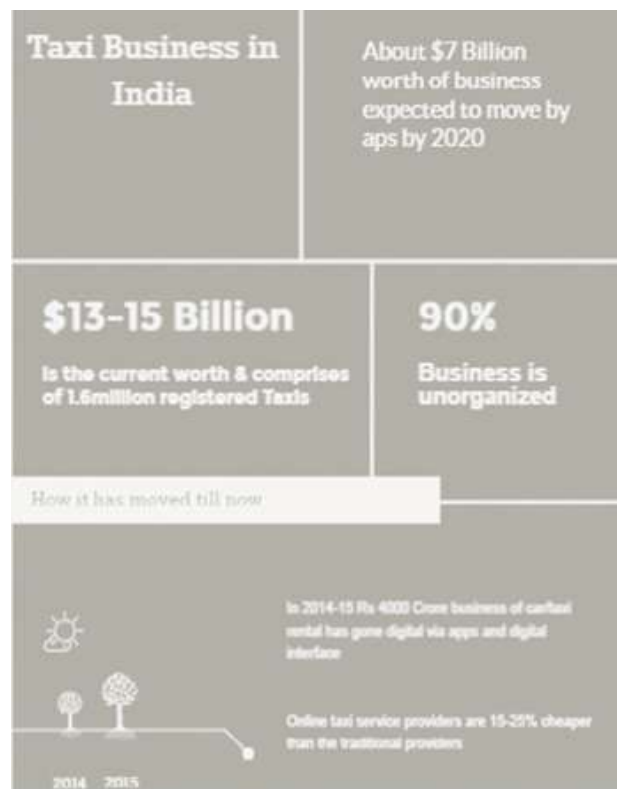 Taxi Business in
India
About $7 Billion
worth of business
expected to move by
aps by 2020
$13-15 Billion
Is the current worth & comprises
of 1.6million registered Taxis
90%
Business is
unorganized
How it has moved till now
In 2014-15 Rs 4000 Crore business of car/taxi
rental has gone digital via apps and digital
interface
Online taxi service providers are 15-25% cheaper
than the traditional providers
2014 2015